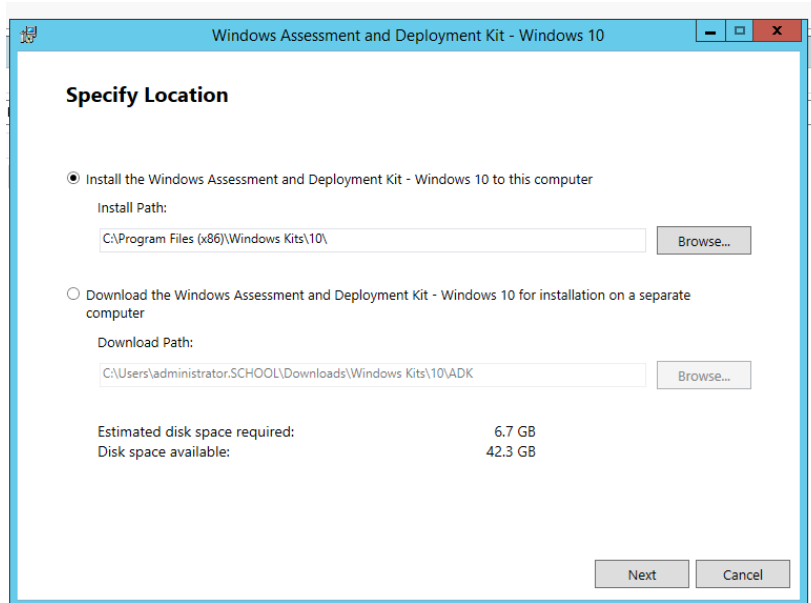 Windows Assessment and Deployment Kit - Windows 10
Specify Location
Install the Windows Assessment and Deployment Kit - Windows 10 to this computer
Install Path:
C:\Program Files (x86)\Windows Kits\10\
Browse...
Download the Windows Assessment and Deployment Kit - Windows 10 for installation on a separate
computer
Download Path:
C:\Users\administrator.SCHOOL\Downloads\Windows Kits\10\ADK
Browse...
Estimated disk space required: 6.7 GB
Disk space available: 42.3 GB
Next Cancel